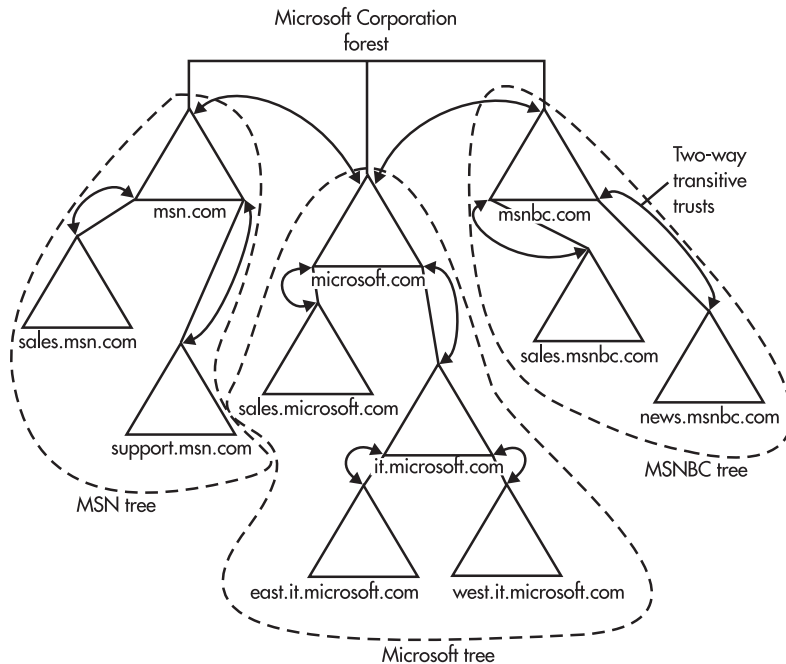 Microsoft Corporation
forest
Two-way
transitive
trusts
msn.com
msnbc.com
microsoft.com
sales.msn.com
sales.msnbc.com
sales.microsoft.com
news.msnbc.com
support.msn.com
it.microsoft.com
MSNBC tree
MSN tree
east.it.microsoft.com
west.it.microsoft.com
Microsoft tree